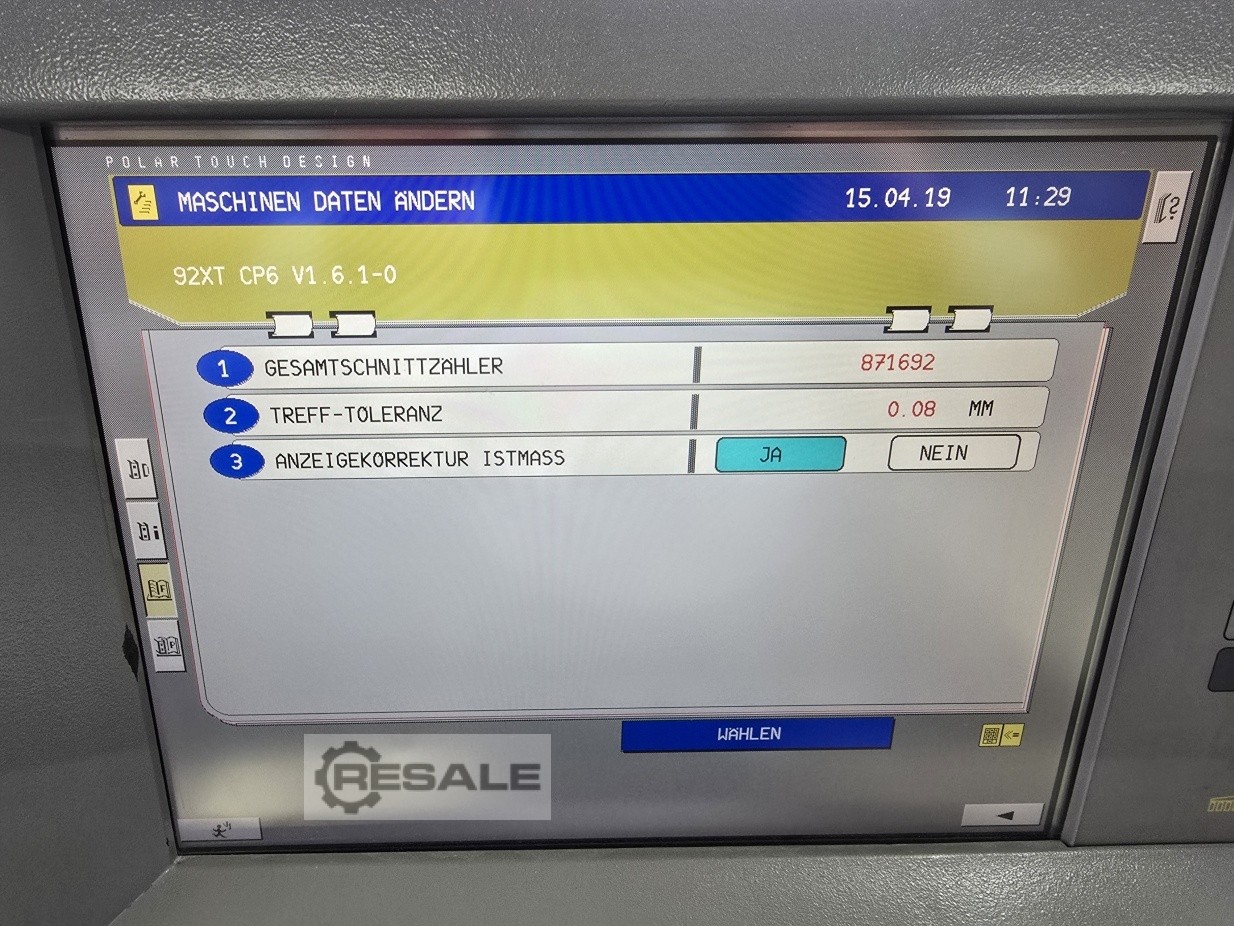 POLAR TOUCH DESIGN
MASCHINEN DATEN ÄNDERN 15.04.19 11:29
92XT CP6 V1.6.1-0
1 GESAMTSCHNITTZÄHLER 871692
2 TREFF-TOLERANZ 0.08 MM
3 ANZEIGEKORREKTUR ISTMASS JA NEIN
WÄHLEN
RESALE